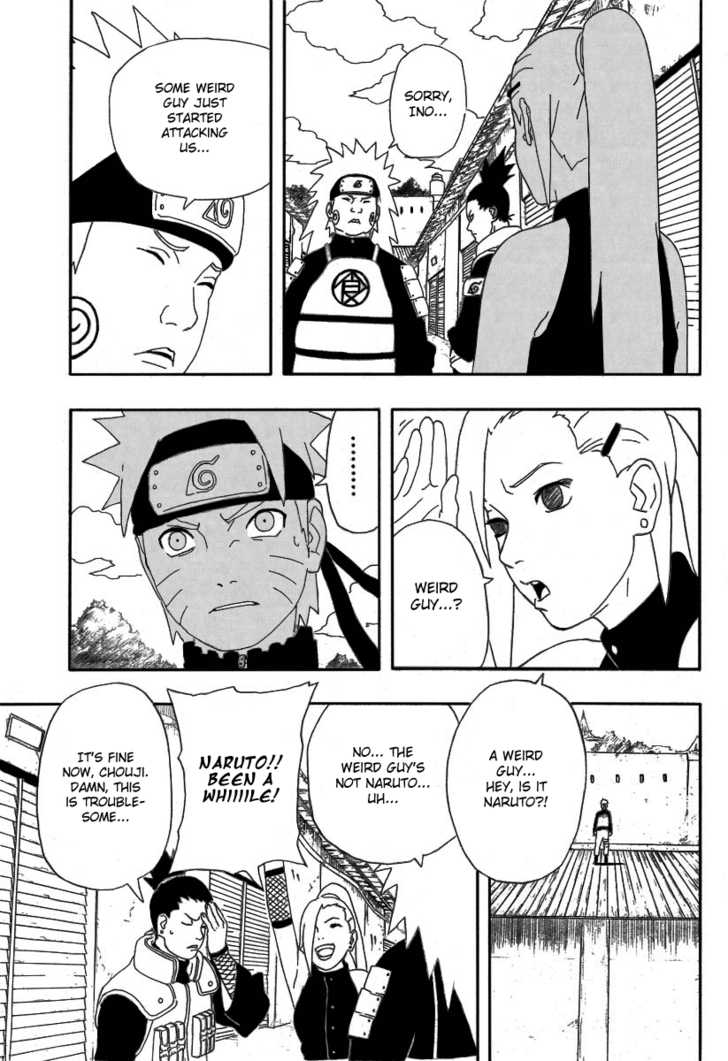 SORRY,
INO...
SOME WEIRD
GUY JUST
STARTED
ATTACKING
US...
食
WEIRD
GUY...?
.........
A WEIRD
GUY...
HEY, IS IT
NARUTO?!
NO... THE
WEIRD GUY'S
NOT NARUTO...
UH...
NARUTO!!
BEEN A
WHIIIILE!
IT'S FINE
NOW, CHOUJI.
DAMN, THIS
IS TROUBLE-
SOME...